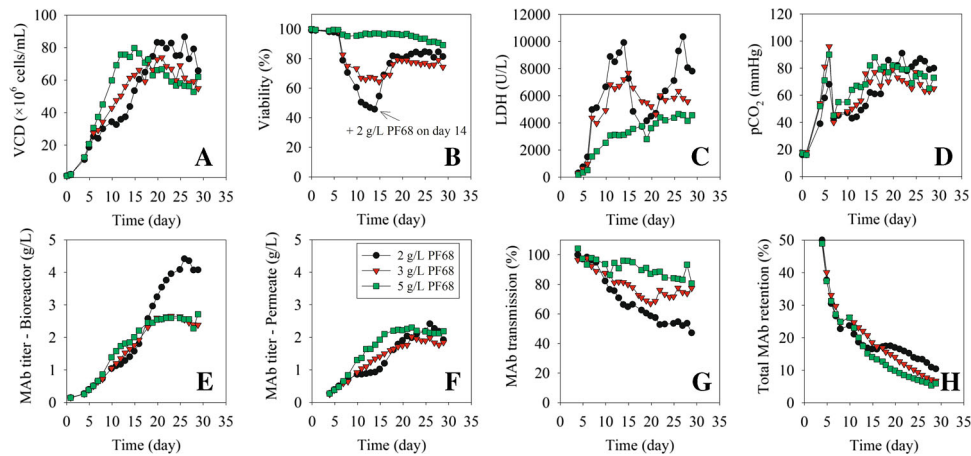 VCD (× 10⁶ cells/mL)
100
80
60
40
20
0
0 5 10 15 20 25 30 35
Time (day)
A
Viability (%)
100
80
60
40
20
0
0 5 10 15 20 25 30 35
Time (day)
+ 2 g/L PF68 on day 14
B
LDH (U/L)
12000
10000
8000
6000
4000
2000
0
0 5 10 15 20 25 30 35
Time (day)
C
pCO₂ (mmHg)
120
100
80
60
40
20
0
0 5 10 15 20 25 30 35
Time (day)
D
MAb titer - Bioreactor (g/L)
5
4
3
2
1
0
0 5 10 15 20 25 30 35
Time (day)
E
MAb titer - Permeate (g/L)
5
4
3
2
1
0
0 5 10 15 20 25 30 35
Time (day)
2 g/L PF68
3 g/L PF68
5 g/L PF68
F
MAb transmission (%)
120
100
80
60
40
20
0
0 5 10 15 20 25 30 35
Time (day)
G
Total MAb retention (%)
50
40
30
20
10
0
0 5 10 15 20 25 30 35
Time (day)
H